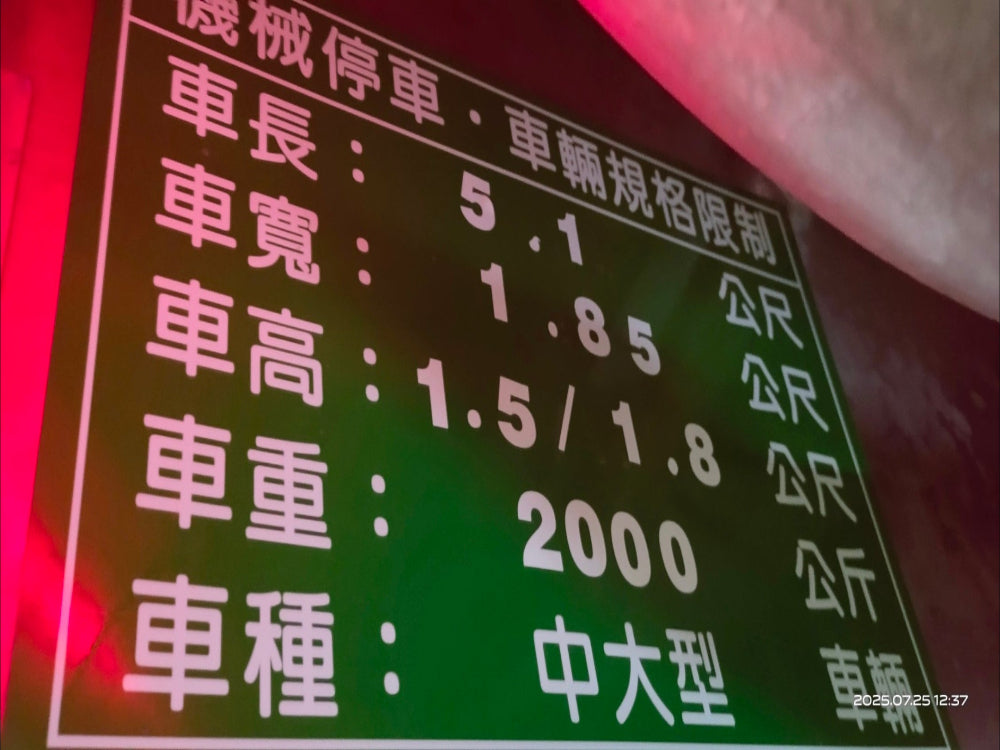 機械停車・車輛規格限制
車長： 5.1 公尺
車寬： 1.85 公尺
車高： 1.5/1.8 公尺
車重： 2000 公斤
車種： 中大型 車輛
2025.07.25 12:37